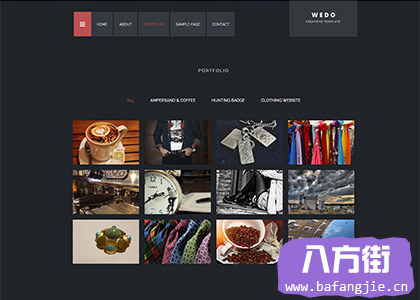 HOME ABOUT PORTFOLIO SAMPLE PAGE CONTACT
WEDO
CREATIVE TEMPLATE
PORTFOLIO
ALL AMPERSAND & COFFEE HUNTING BADGE CLOTHING WEBSITE
八方街
www.bafangjie.cn